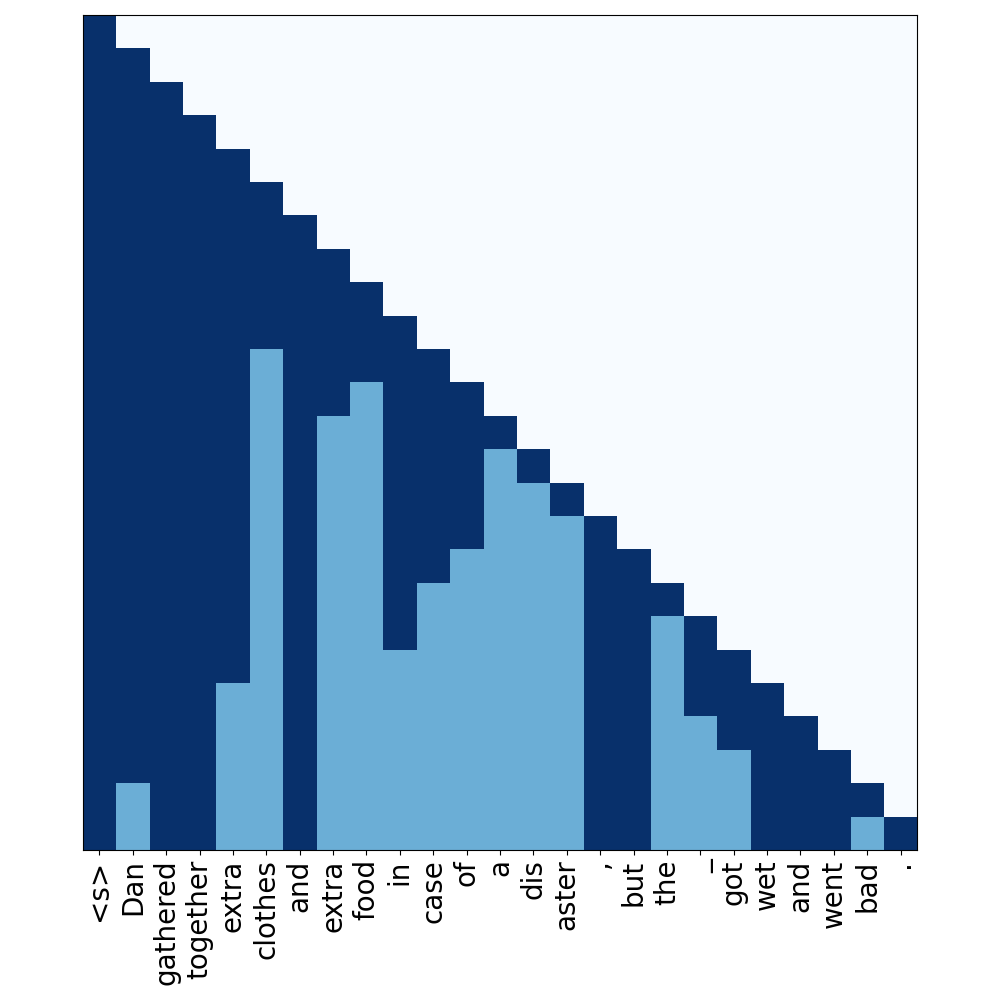 <s>
Dan
gathered
together
extra
clothes
and
extra
food
in
case
of
a
dis
aster
,
but
the
_
got
wet
and
went
bad
.